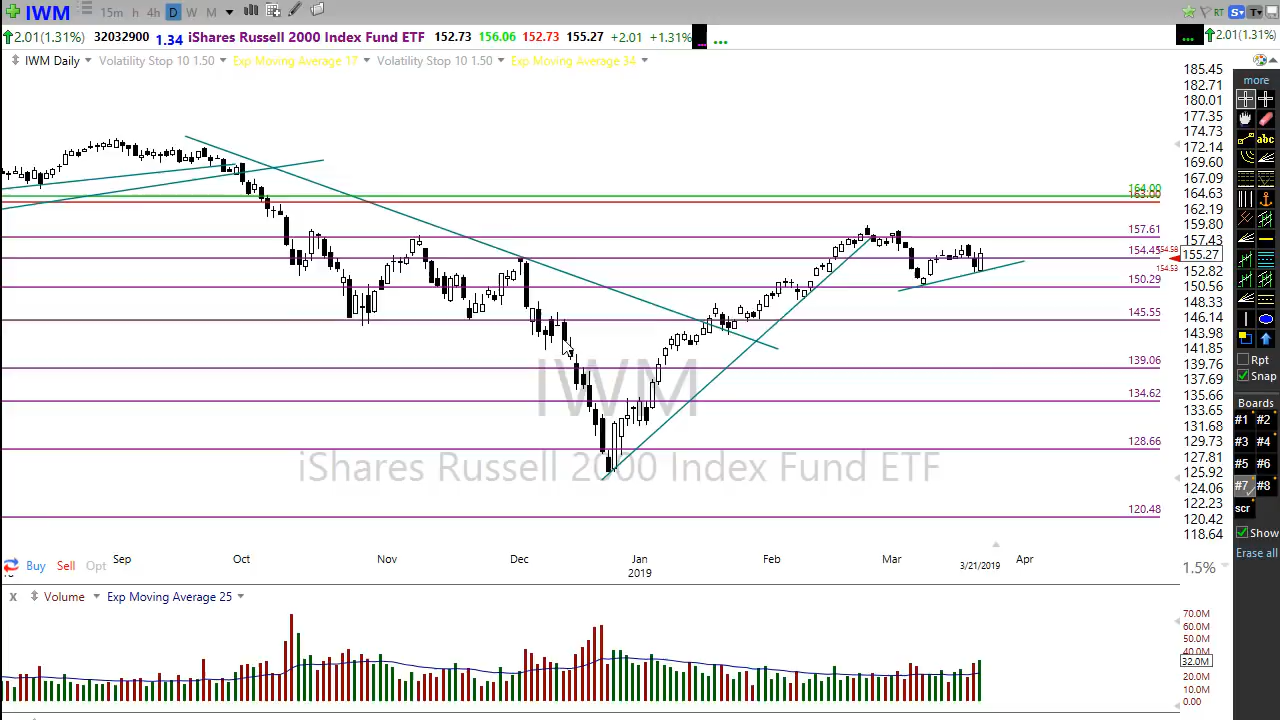 IWM 15m h 4h D W M RT S T
2.01(1.31%) 32032900 1.34 iShares Russell 2000 Index Fund ETF 152.73 156.06 152.73 155.27 +2.01 +1.31% ... ... 2.01(1.31%)
IWM Daily Volatility Stop 10 1.50 Exp Moving Average 17 Volatility Stop 10 1.50 Exp Moving Average 34
185.45
182.71
180.01
177.35
174.73
172.14
169.60
167.09
164.63
162.19
159.80
157.43
155.27
152.82
150.56
148.33
146.14
143.98
141.85
139.76
137.69
135.66
133.65
131.68
129.73
127.81
125.92
124.06
122.23
120.42
118.64
164.00
163.00
157.61
154.45
154.58
154.53
150.29
145.55
139.06
134.62
128.66
120.48
IWM
iShares Russell 2000 Index Fund ETF
Sep Oct Nov Dec Jan Feb Mar Apr
2019 3/21/2019
Buy Sell Opt
1.5%
X Volume Exp Moving Average 25
70.0M
60.0M
50.0M
40.0M
32.0M
20.0M
10.0M
0.00
more
abc
Rpt
Snap
Boards
#1 #2
#3 #4
#5 #6
#7 #8
scr
Show
Erase all